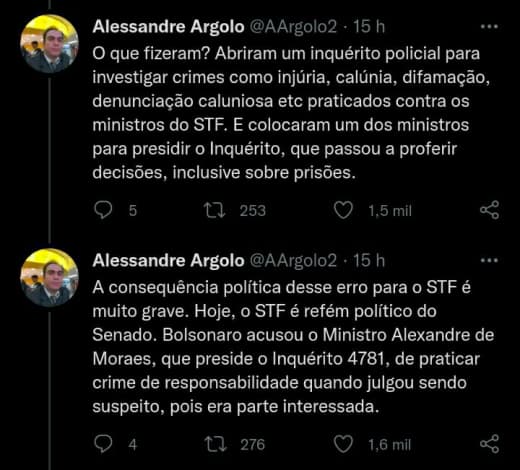 Alessandre Argolo @AArgolo2 · 15 h
O que fizeram? Abriram um inquérito policial para
investigar crimes como injúria, calúnia, difamação,
denunciação caluniosa etc praticados contra os
ministros do STF. E colocaram um dos ministros
para presidir o Inquérito, que passou a proferir
decisões, inclusive sobre prisões.
5 253 1,5 mil
Alessandre Argolo @AArgolo2 · 15 h
A consequência política desse erro para o STF é
muito grave. Hoje, o STF é refém político do
Senado. Bolsonaro acusou o Ministro Alexandre de
Moraes, que preside o Inquérito 4781, de praticar
crime de responsabilidade quando julgou sendo
suspeito, pois era parte interessada.
4 276 1,6 mil